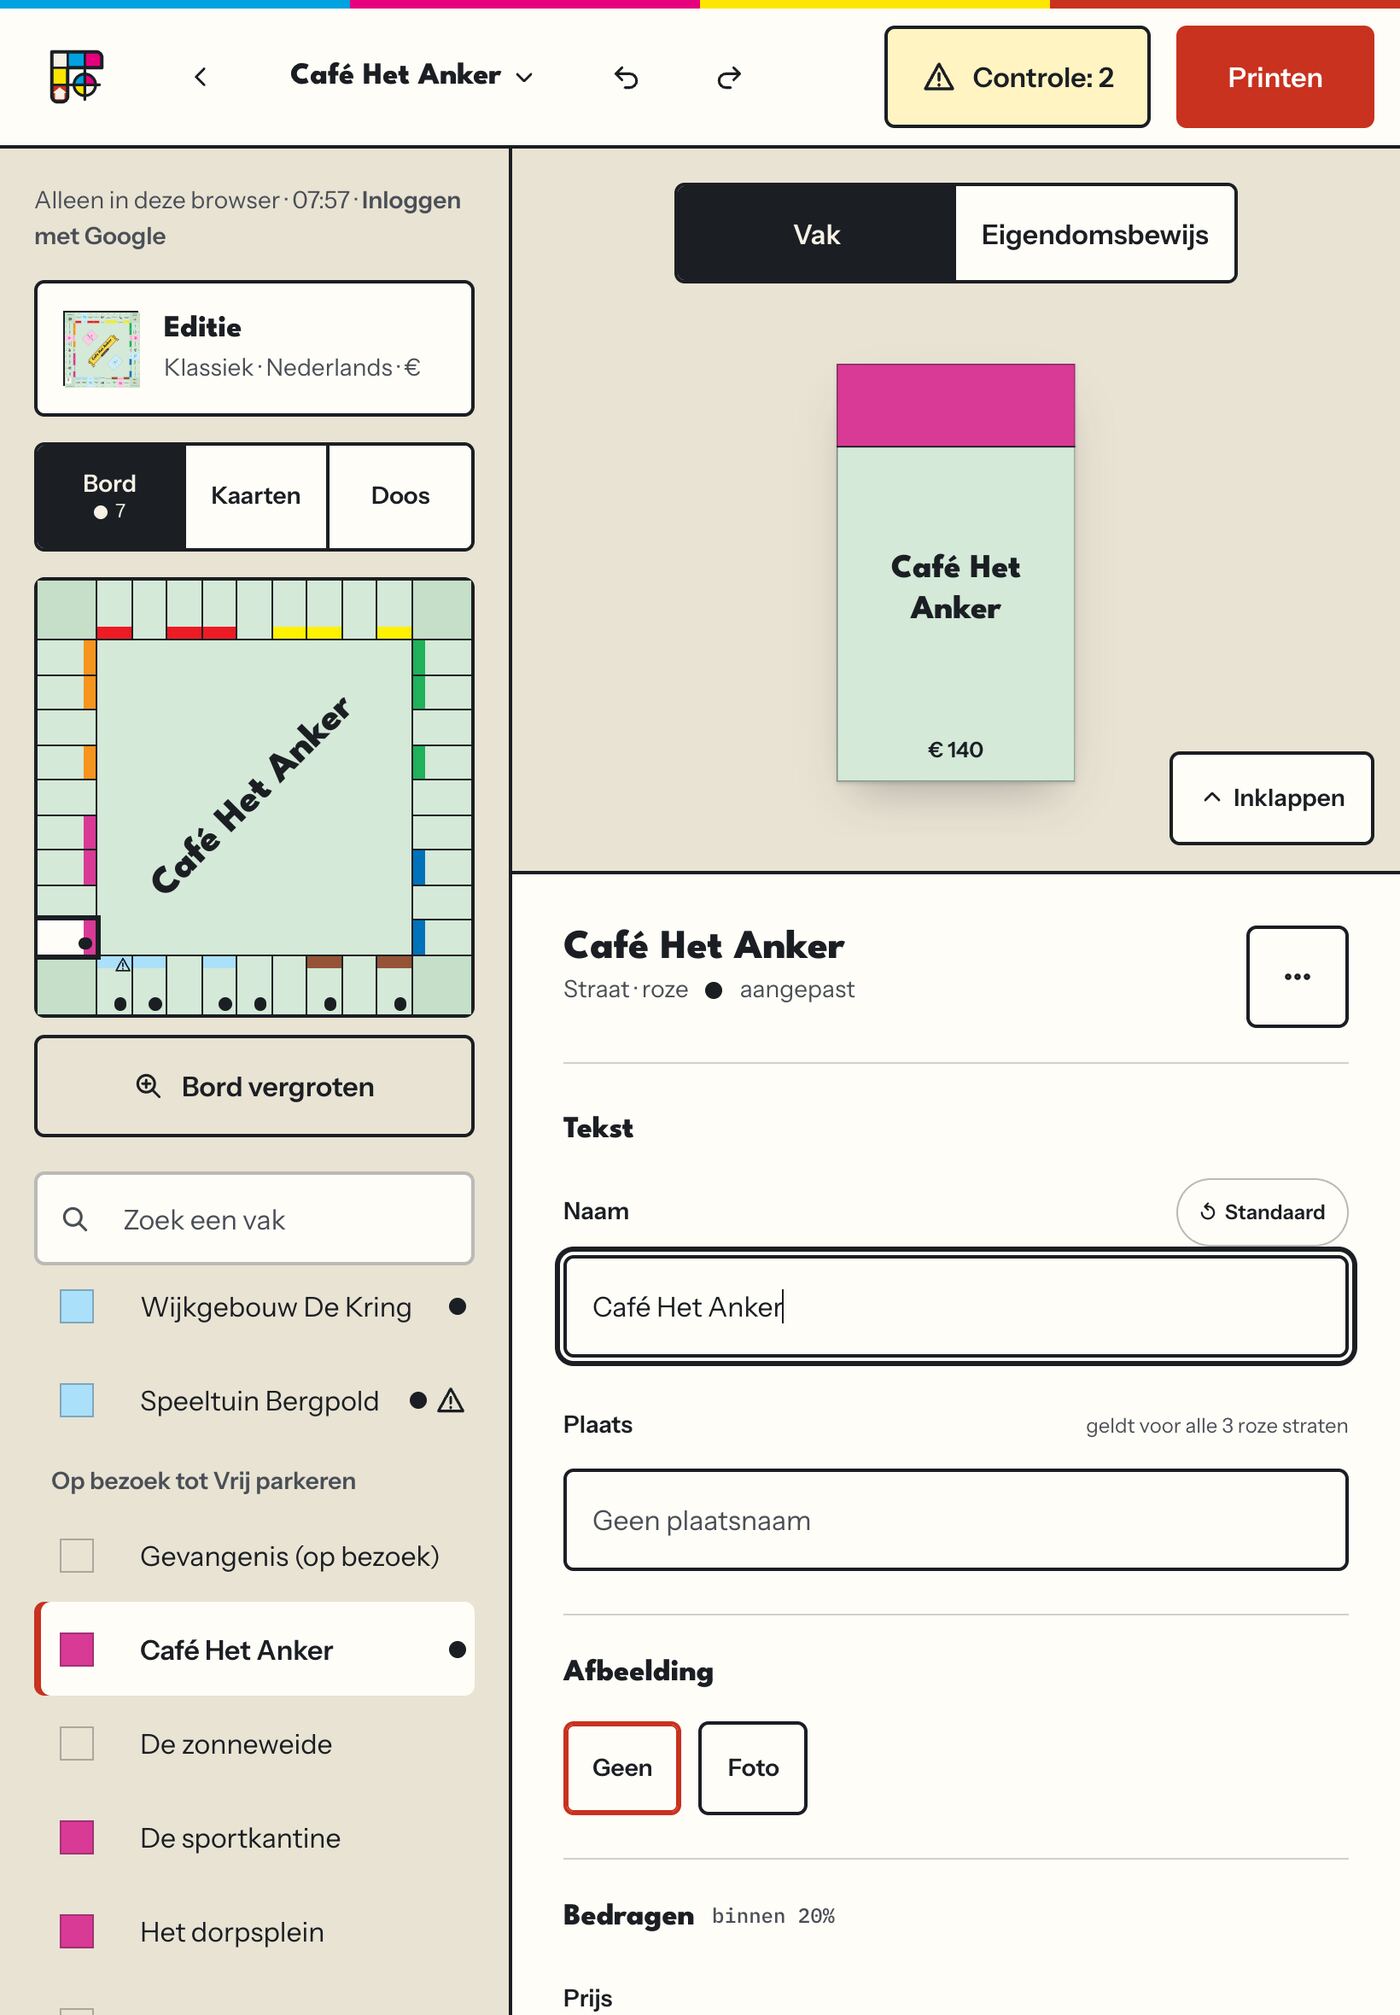 Café Het Anker
Controle: 2
Printen
Alleen in deze browser · 07:57 · Inloggen
met Google
Editie
Klassiek · Nederlands · €
Bord
7
Kaarten
Doos
Café Het Anker
Bord vergroten
Zoek een vak
Wijkgebouw De Kring
Speeltuin Bergpold
Op bezoek tot Vrij parkeren
Gevangenis (op bezoek)
Café Het Anker
De zonneweide
De sportkantine
Het dorpsplein
Vak
Eigendomsbewijs
Café Het
Anker
€ 140
Inklappen
Café Het Anker
Straat · roze ● aangepast
Tekst
Naam
Standaard
Café Het Anker
Plaats
geldt voor alle 3 roze straten
Geen plaatsnaam
Afbeelding
Geen
Foto
Bedragen binnen 20%
Prijs